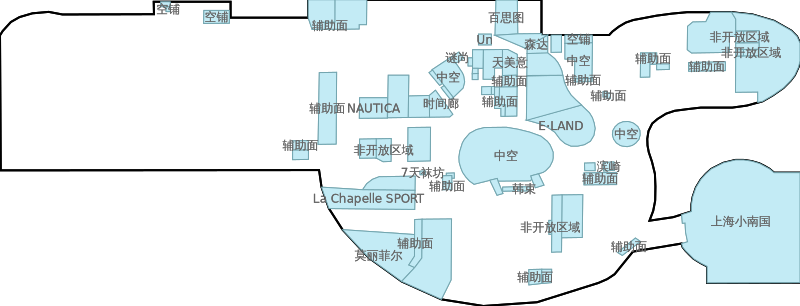 空铺
空铺
辅助面
百思图
Un
森达
空铺
非开放区域
非开放区域
谜尚
天美意
中空
辅助面
辅助面
中空
辅助面
辅助面
辅助面
时间廊
辅助面
辅助面
NAUTICA
E·LAND
中空
辅助面
非开放区域
中空
7天袜坊
辅助面
韩束
滨崎
辅助面
La Chapelle SPORT
上海小南国
非开放区域
辅助面
莫丽菲尔
辅助面
辅助面